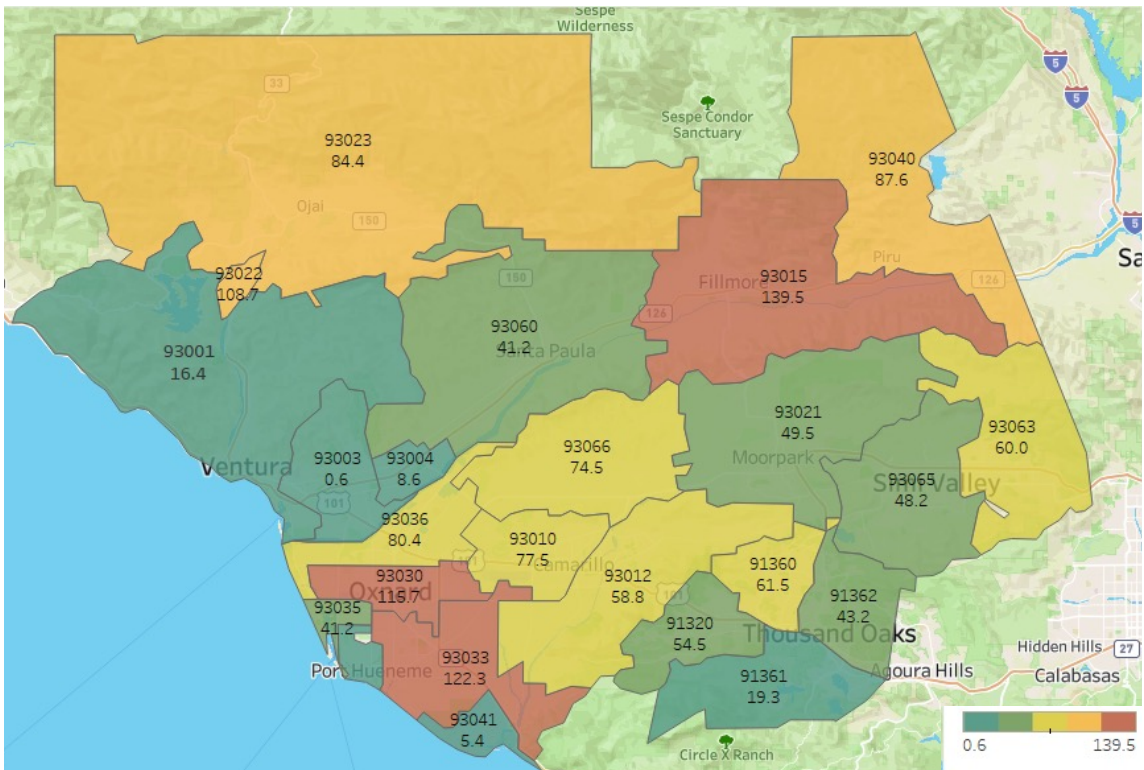 Sespe
Wilderness
33
5
5
Sespe Condor
Sanctuary
93023
84.4
93040
87.6
Ojai
150
5
93022
108.7
Piru
Sa
Fillmore
93015
139.5
126
150
126
93060
41.2
Santa Paula
93001
16.4
93021
49.5
93063
60.0
93066
74.5
Moorpark
Ventura
93003
0.6
93004
8.6
Simi Valley
93065
48.2
101
93036
80.4
93010
77.5
101
Camarillo
93012
58.8
91360
61.5
93030
Oxnard
93035
41.2
101
91362
43.2
91320
54.5
Thousand Oaks
Hidden Hills
27
Port Hueneme
93033
122.3
91361
19.3
Agoura Hills
Calabasas
93041
5.4
Circle X Ranch
0.6
139.5